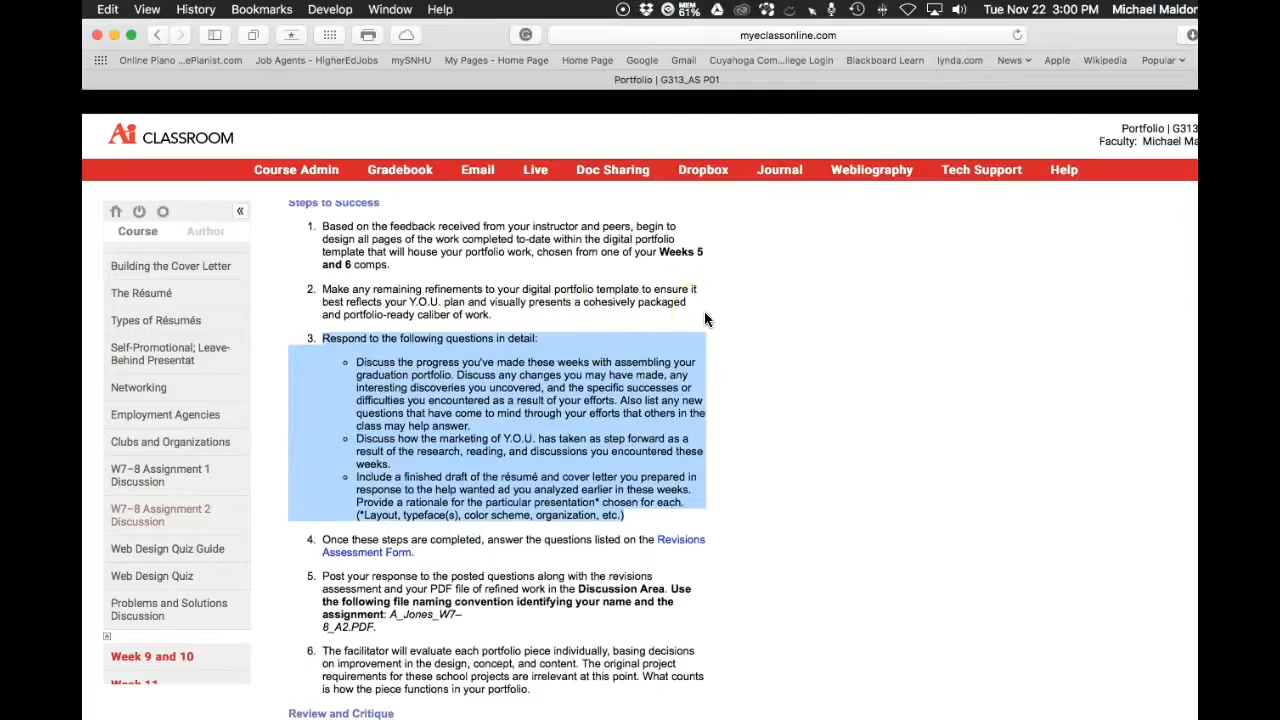 Edit View History Bookmarks Develop Window Help MEM 61% Tue Nov 22 3:00 PM Michael Maldon
myeclassonline.com
Online Piano ...ePianist.com Job Agents - HigherEdJobs mySNHU My Pages - Home Page Home Page Google Gmail Cuyahoga Com...liege Login Blackboard Learn lynda.com News Apple Wikipedia Popular
Portfolio | G313_AS P01
Ai CLASSROOM
Portfolio | G313
Faculty: Michael Ma
Course Admin Gradebook Email Live Doc Sharing Dropbox Journal Webliography Tech Support Help
Course Author
Building the Cover Letter
The Résumé
Types of Résumés
Self-Promotional; Leave-
Behind Presentat
Networking
Employment Agencies
Clubs and Organizations
W7–8 Assignment 1
Discussion
W7–8 Assignment 2
Discussion
Web Design Quiz Guide
Web Design Quiz
Problems and Solutions
Discussion
Week 9 and 10
Week 11
Steps to Success
1. Based on the feedback received from your instructor and peers, begin to
design all pages of the work completed to-date within the digital portfolio
template that will house your portfolio work, chosen from one of your Weeks 5
and 6 comps.
2. Make any remaining refinements to your digital portfolio template to ensure it
best reflects your Y.O.U. plan and visually presents a cohesively packaged
and portfolio-ready caliber of work.
3. Respond to the following questions in detail:
Discuss the progress you've made these weeks with assembling your
graduation portfolio. Discuss any changes you may have made, any
interesting discoveries you uncovered, and the specific successes or
difficulties you encountered as a result of your efforts. Also list any new
questions that have come to mind through your efforts that others in the
class may help answer.
Discuss how the marketing of Y.O.U. has taken as step forward as a
result of the research, reading, and discussions you encountered these
weeks.
Include a finished draft of the résumé and cover letter you prepared in
response to the help wanted ad you analyzed earlier in these weeks.
Provide a rationale for the particular presentation* chosen for each.
(*Layout, typeface(s), color scheme, organization, etc.)
4. Once these steps are completed, answer the questions listed on the Revisions
Assessment Form.
5. Post your response to the posted questions along with the revisions
assessment and your PDF file of refined work in the Discussion Area. Use
the following file naming convention identifying your name and the
assignment: A_Jones_W7–
8_A2.PDF.
6. The facilitator will evaluate each portfolio piece individually, basing decisions
on improvement in the design, concept, and content. The original project
requirements for these school projects are irrelevant at this point. What counts
is how the piece functions in your portfolio.
Review and Critique